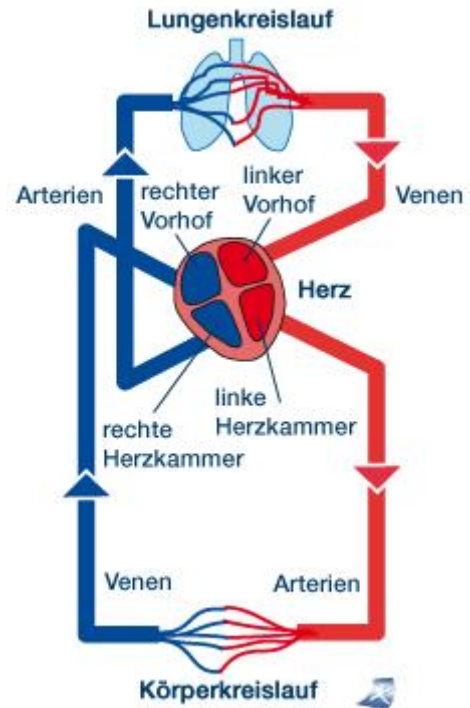 Lungenkreislauf
Arterien
rechter
Vorhof
linker
Vorhof
Venen
Herz
rechte
Herzkammer
linke
Herzkammer
Venen
Arterien
Körperkreislauf